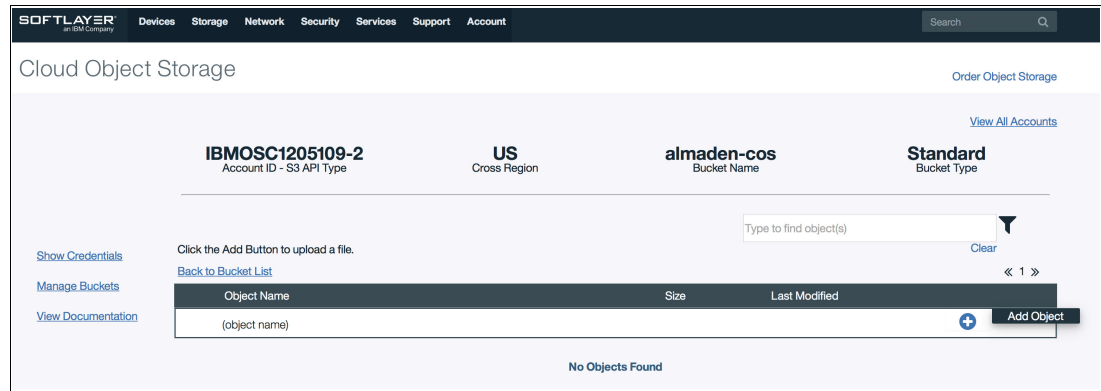 SOFTLAYER® Devices Storage Network Security Services Support Account Search
an IBM Company
Cloud Object Storage
Order Object Storage
View All Accounts
IBMOSC1205109-2 US almaden-cos Standard
Account ID - S3 API Type Cross Region Bucket Name Bucket Type
Type to find object(s)
Show Credentials Click the Add Button to upload a file. Clear
Back to Bucket List « 1 »
Manage Buckets
Object Name Size Last Modified
View Documentation (object name) Add Object
No Objects Found